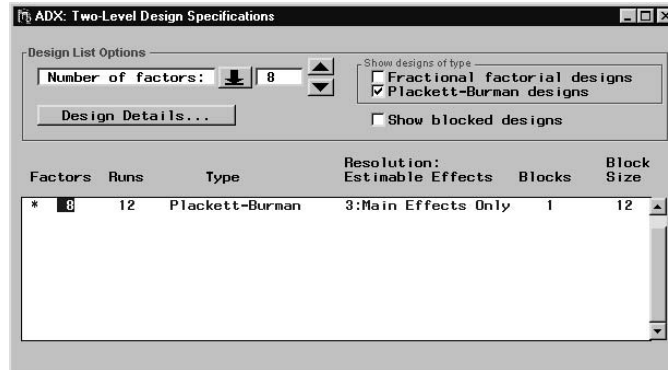 ADX: Two-Level Design Specifications
Design List Options
Number of factors: 8
Show designs of type
Fractional factorial designs
Plackett-Burman designs
Design Details...
Show blocked designs
Resolution: Block
Factors Runs Type Estimable Effects Blocks Size
* 8 12 Plackett-Burman 3:Main Effects Only 1 12